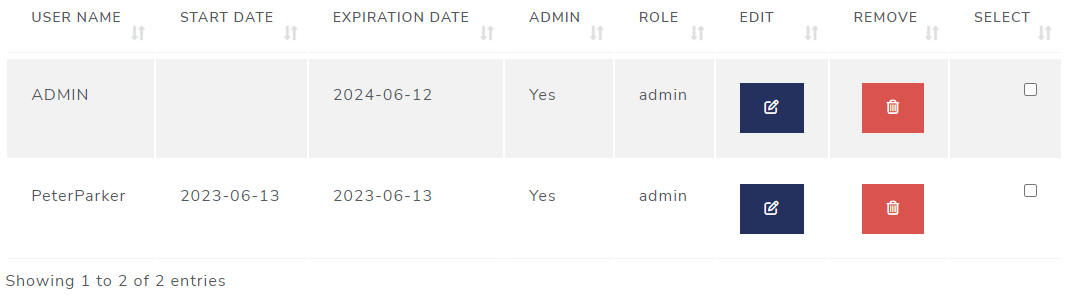 USER NAME START DATE EXPIRATION DATE ADMIN ROLE EDIT REMOVE SELECT
ADMIN 2024-06-12 Yes admin
PeterParker 2023-06-13 2023-06-13 Yes admin
Showing 1 to 2 of 2 entries